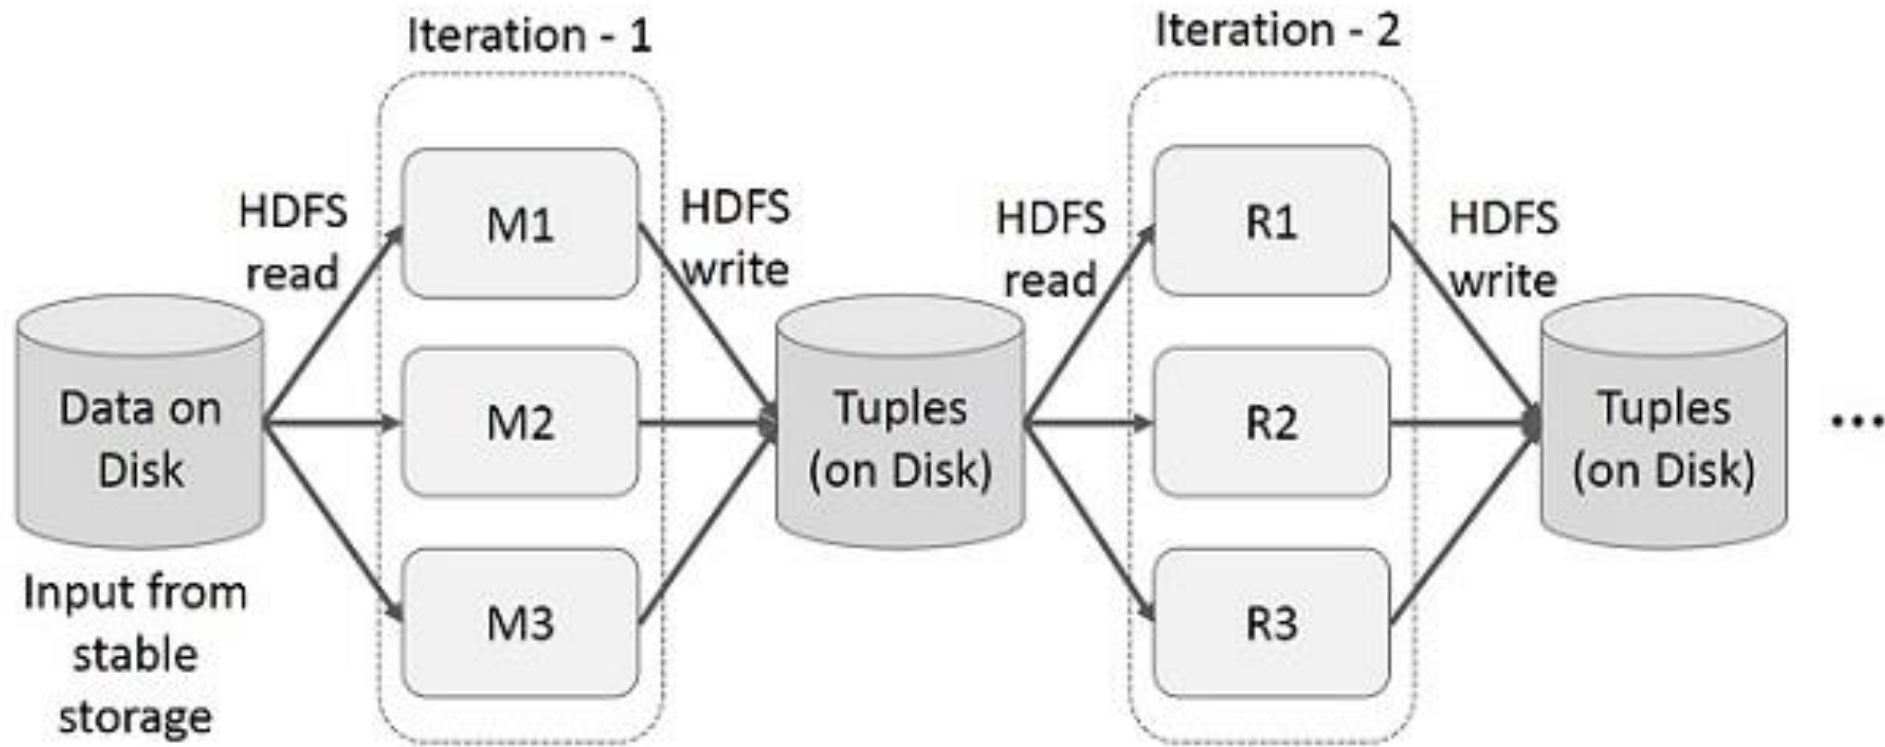 Iteration - 1
Iteration - 2
HDFS
read
M1
HDFS
write
HDFS
read
R1
HDFS
write
Data on
Disk
M2
Tuples
(on Disk)
R2
Tuples
(on Disk)
...
Input from
stable
storage
M3
R3